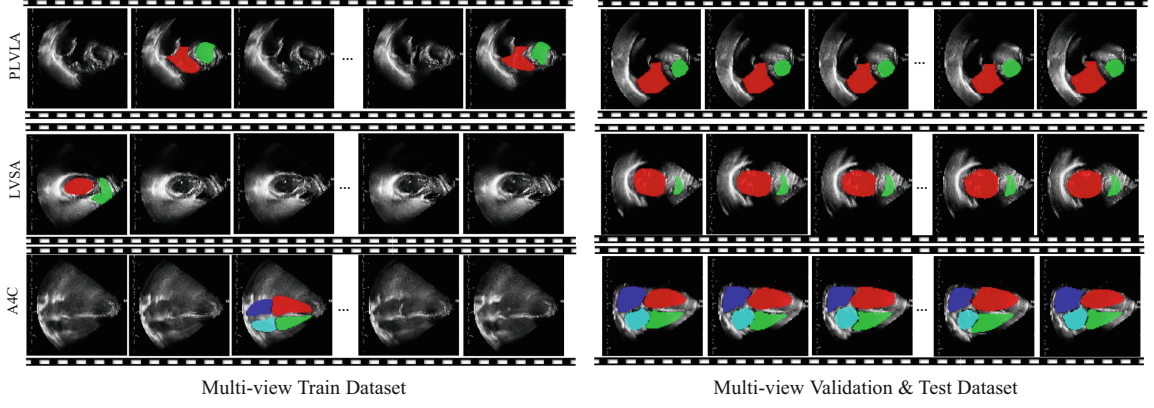 PLVLA
...
...
LVSA
...
...
A4C
...
...
Multi-view Train Dataset
Multi-view Validation & Test Dataset